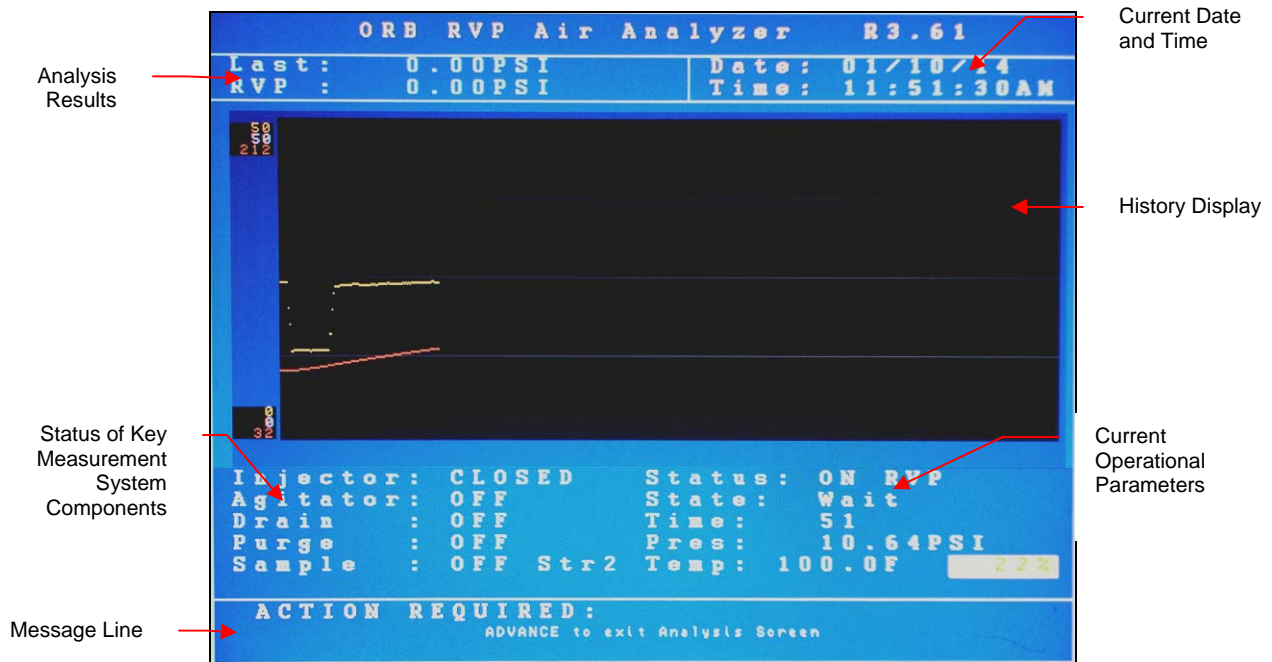 ORB RVP Air Analyzer R3.61
Last: 0.00PSI Date: 01/10/14
RVP : 0.00PSI Time: 11:51:30AM
50
50
212
0
0
32
Injector: CLOSED Status: ON RVP
Agitator: OFF State: Wait
Drain : OFF Time: 51
Purge : OFF Pres: 10.64PSI
Sample : OFF Str2 Temp: 100.0F 22%
ACTION REQUIRED:
ADVANCE to exit Analysis Screen
Analysis
Results
Status of Key
Measurement
System
Components
Message Line
Current Date
and Time
History Display
Current
Operational
Parameters